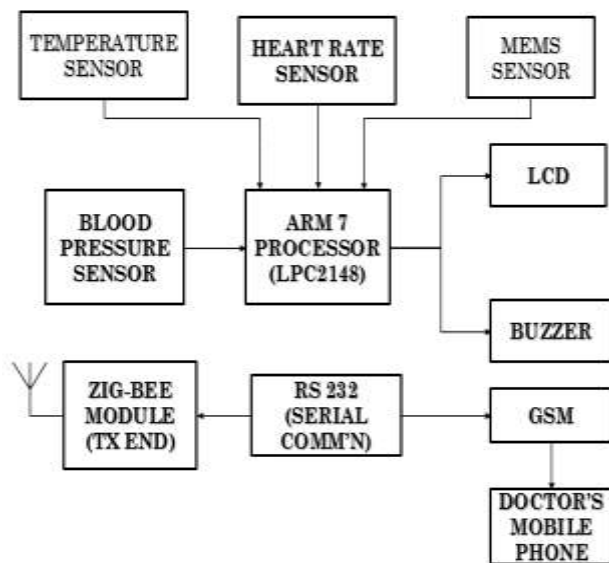 TEMPERATURE
SENSOR
HEART RATE
SENSOR
MEMS
SENSOR
LCD
BLOOD
PRESSURE
SENSOR
ARM 7
PROCESSOR
(LPC2148)
BUZZER
ZIG-BEE
MODULE
(TX END)
RS 232
(SERIAL
COMM'N)
GSM
DOCTOR'S
MOBILE
PHONE